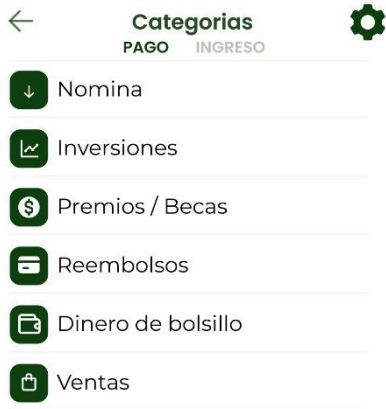 Categorias
PAGO INGRESO
Nomina
Inversiones
Premios / Becas
Reembolsos
Dinero de bolsillo
Ventas